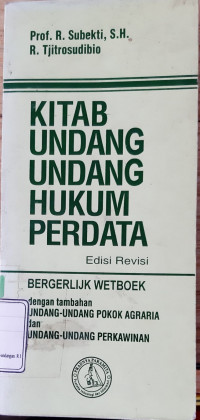 Prof. R. Subekti, S.H.
R. Tjitrosudibio
KITAB
UNDANG
UNDANG
HUKUM
PERDATA
Edisi Revisi
BERGERLIJK WETBOEK
dengan tambahan
UNDANG-UNDANG POKOK AGRARIA
dan
UNDANG-UNDANG PERKAWINAN